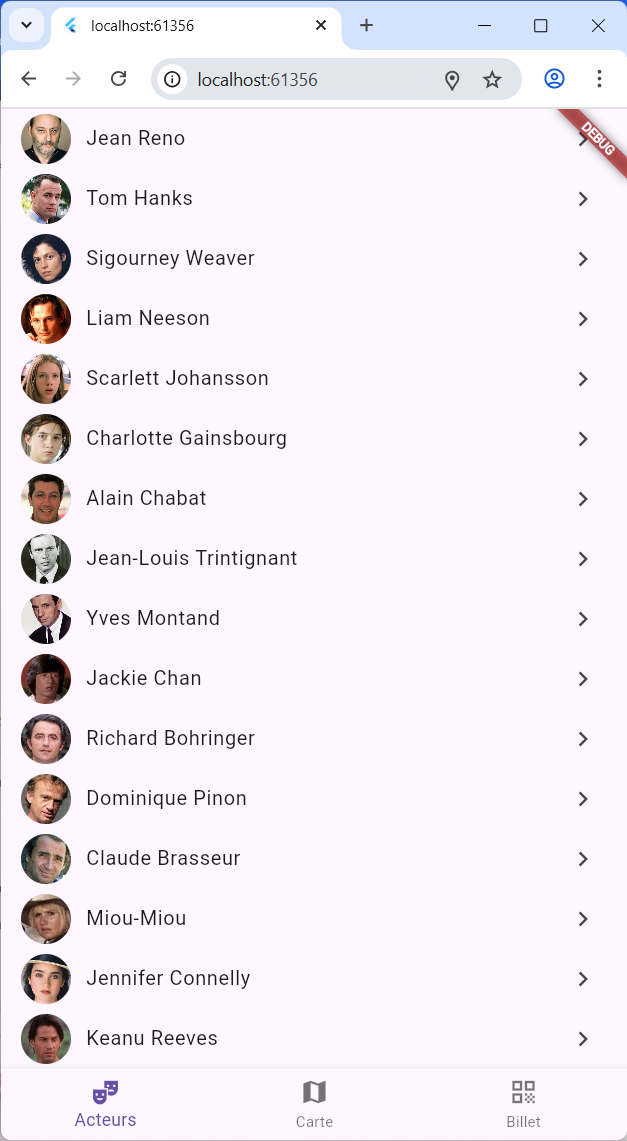 localhost:61356
localhost:61356
DEBUG
Jean Reno
Tom Hanks
Sigourney Weaver
Liam Neeson
Scarlett Johansson
Charlotte Gainsbourg
Alain Chabat
Jean-Louis Trintignant
Yves Montand
Jackie Chan
Richard Bohringer
Dominique Pinon
Claude Brasseur
Miou-Miou
Jennifer Connelly
Keanu Reeves
Acteurs
Carte
Billet